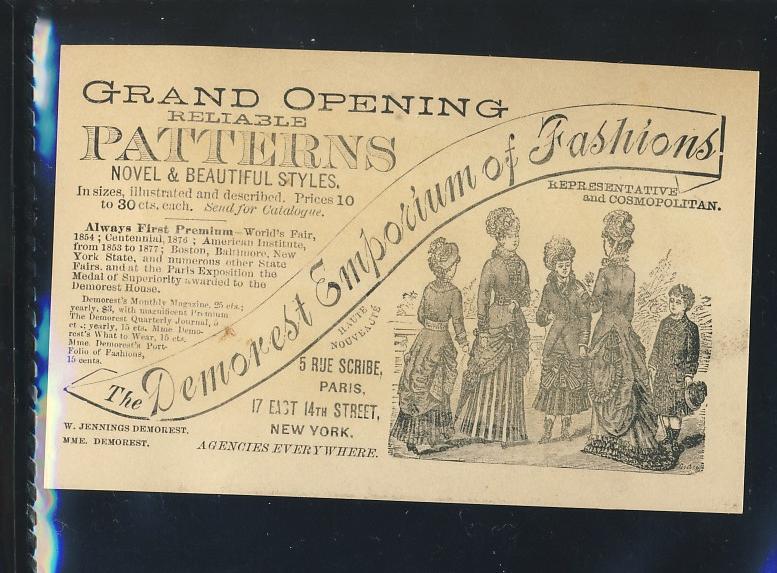 GRAND OPENING
RELIABLE
PATTERNS
NOVEL & BEAUTIFUL STYLES.
In sizes, illustrated and described. Prices 10
to 30 cts. each. Send for Catalogue.
Always First Premium—World's Fair,
1854; Centennial, 1876; American Institute,
from 1853 to 1877; Boston, Baltimore, New
York State, and numerous other State
Fairs, and at the Paris Exposition the
Medal of Superiority awarded to the
Demorest House.
Demorest's Monthly Magazine, 25 cts.;
yearly, $3, with magnificent Premium
The Demorest Quarterly Journal, 5
ct.; yearly, 15 cts. Mme. Demo-
rest's What to Wear, 15 cts.
Mme. Demorest's Port-
Folio of Fashions,
15 cents.
The Demorest Emporium of Fashions
REPRESENTATIVE
and COSMOPOLITAN.
HAUTE
NOUVEAUTÉ
5 RUE SCRIBE,
PARIS,
17 EAST 14TH STREET,
NEW YORK.
W. JENNINGS DEMOREST.
MME. DEMOREST.
AGENCIES EVERYWHERE.